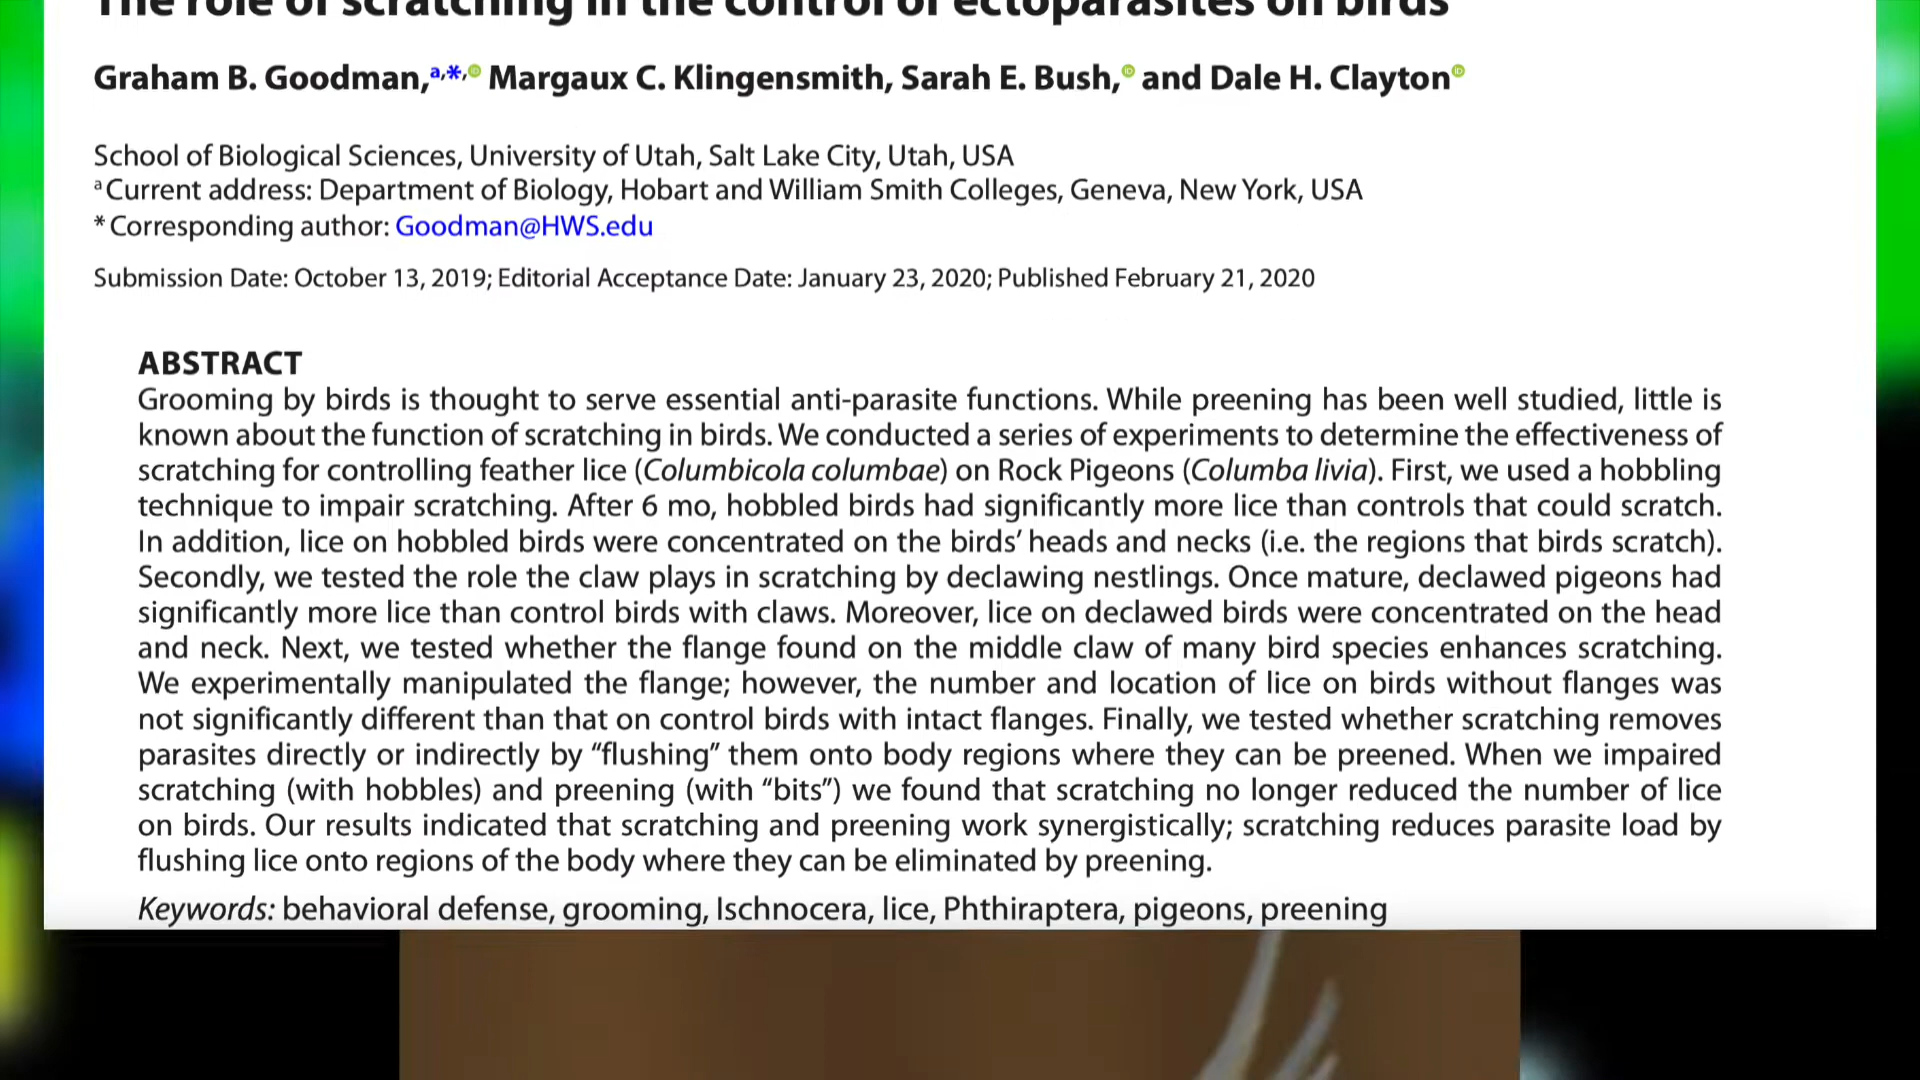 The role of scratching in the control of ectoparasites on birds
Graham B. Goodman,a,*, Margaux C. Klingensmith, Sarah E. Bush, and Dale H. Clayton
School of Biological Sciences, University of Utah, Salt Lake City, Utah, USA
a Current address: Department of Biology, Hobart and William Smith Colleges, Geneva, New York, USA
* Corresponding author: Goodman@HWS.edu
Submission Date: October 13, 2019; Editorial Acceptance Date: January 23, 2020; Published February 21, 2020
ABSTRACT
Grooming by birds is thought to serve essential anti-parasite functions. While preening has been well studied, little is
known about the function of scratching in birds. We conducted a series of experiments to determine the effectiveness of
scratching for controlling feather lice (Columbicola columbae) on Rock Pigeons (Columba livia). First, we used a hobbling
technique to impair scratching. After 6 mo, hobbled birds had significantly more lice than controls that could scratch.
In addition, lice on hobbled birds were concentrated on the birds' heads and necks (i.e. the regions that birds scratch).
Secondly, we tested the role the claw plays in scratching by declawing nestlings. Once mature, declawed pigeons had
significantly more lice than control birds with claws. Moreover, lice on declawed birds were concentrated on the head
and neck. Next, we tested whether the flange found on the middle claw of many bird species enhances scratching.
We experimentally manipulated the flange; however, the number and location of lice on birds without flanges was
not significantly different than that on control birds with intact flanges. Finally, we tested whether scratching removes
parasites directly or indirectly by “flushing” them onto body regions where they can be preened. When we impaired
scratching (with hobbles) and preening (with “bits”) we found that scratching no longer reduced the number of lice
on birds. Our results indicated that scratching and preening work synergistically; scratching reduces parasite load by
flushing lice onto regions of the body where they can be eliminated by preening.
Keywords: behavioral defense, grooming, Ischnocera, lice, Phthiraptera, pigeons, preening